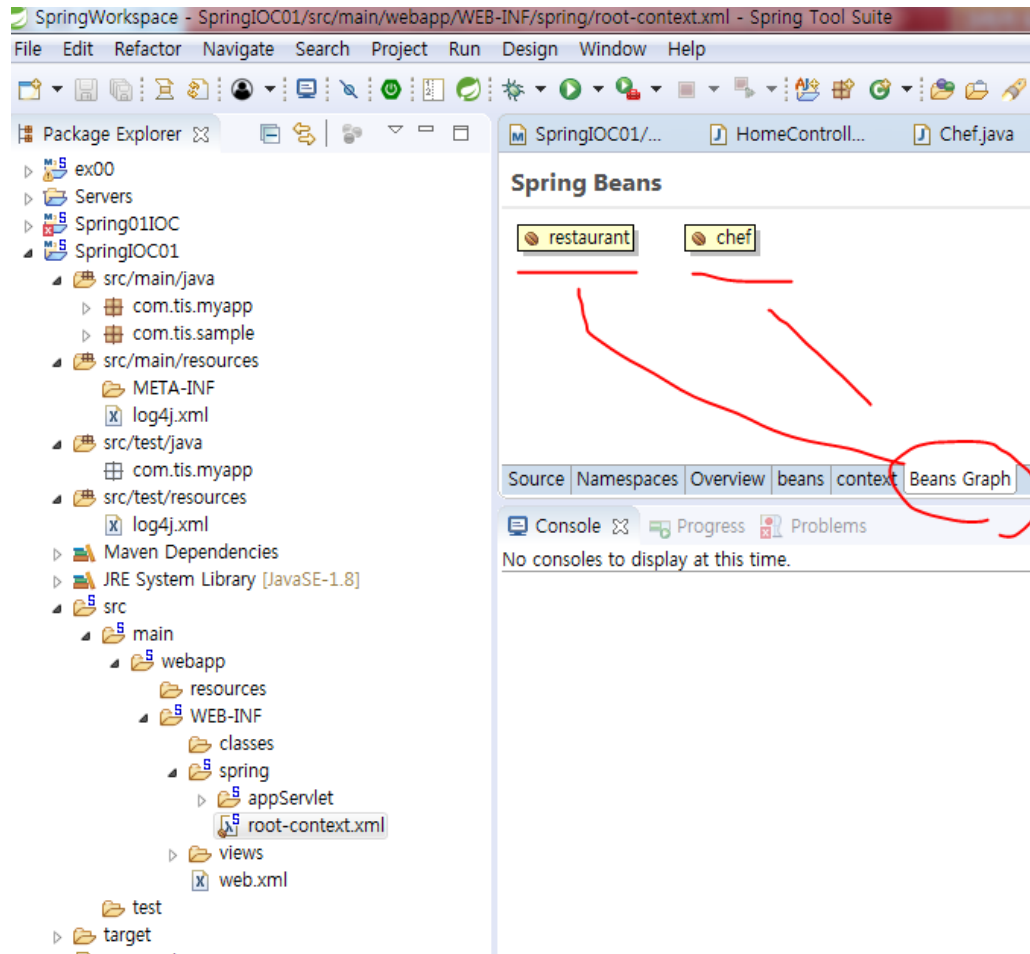 SpringWorkspace - SpringIOC01/src/main/webapp/WEB-INF/spring/root-context.xml - Spring Tool Suite
File Edit Refactor Navigate Search Project Run Design Window Help
Package Explorer
ex00
Servers
Spring01IOC
SpringIOC01
src/main/java
com.tis.myapp
com.tis.sample
src/main/resources
META-INF
log4j.xml
src/test/java
com.tis.myapp
src/test/resources
log4j.xml
Maven Dependencies
JRE System Library [JavaSE-1.8]
src
main
webapp
resources
WEB-INF
classes
spring
appServlet
root-context.xml
views
web.xml
test
target
SpringIOC01/... HomeControll... Chef.java
Spring Beans
restaurant chef
Source Namespaces Overview beans context Beans Graph
Console Progress Problems
No consoles to display at this time.